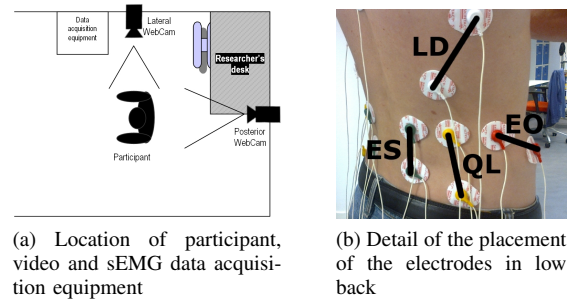 Data
acquisition
equipment
Lateral
WebCam
Researcher's
desk
Posterior
WebCam
Participant
LD
ES
QL
EO
(a) Location of participant,
video and sEMG data acquisi-
tion equipment
(b) Detail of the placement
of the electrodes in low
back